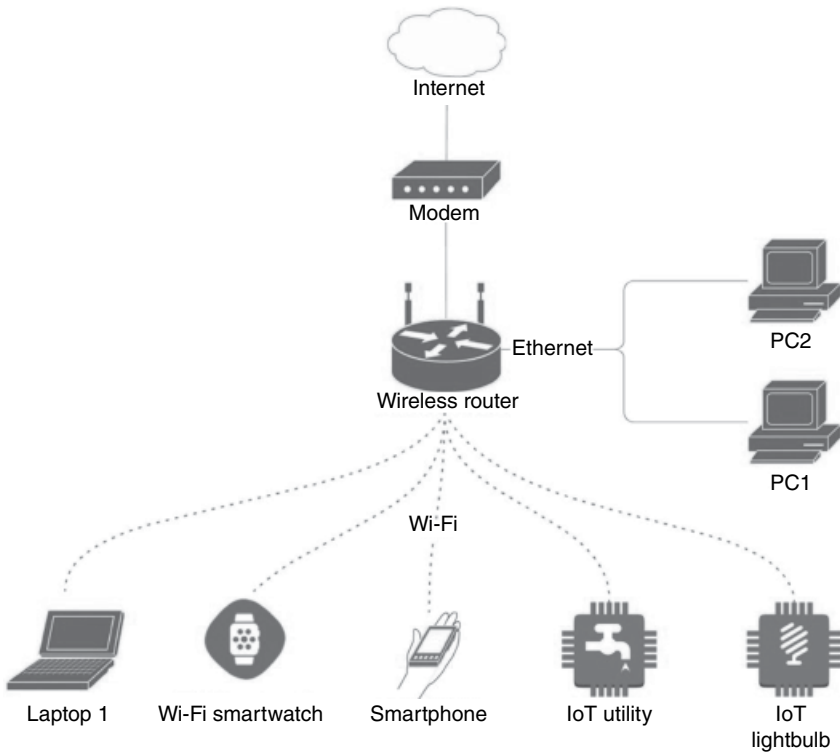 Internet
Modem
Ethernet
PC2
Wireless router
PC1
Wi-Fi
Laptop 1
Wi-Fi smartwatch
Smartphone
IoT utility
IoT
lightbulb